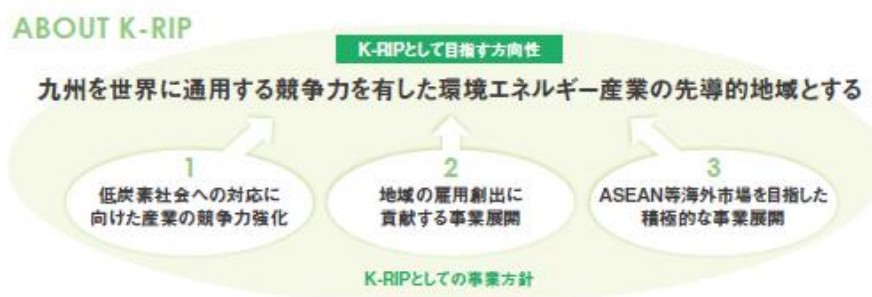 ABOUT K-RIP
K-RIPとして目指す方向性
九州を世界に通用する競争力を有した環境エネルギー産業の先導的地域とする
1
低炭素社会への対応に
向けた産業の競争力強化
2
地域の雇用創出に
貢献する事業展開
3
ASEAN等海外市場を目指した
積極的な事業展開
K-RIPとしての事業方針